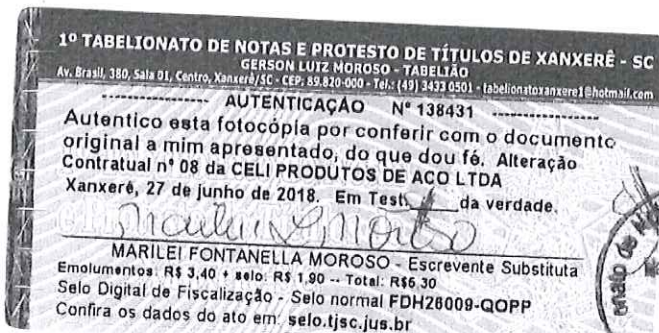 1º TABELIONATO DE NOTAS E PROTESTO DE TÍTULOS DE XANXERÊ - SC
GERSON LUIZ MOROSO - TABELIÃO
Av. Brasil, 380, Sala 01, Centro, Xanxerê/SC - CEP: 89.820-000 - Tel.: (49) 3433 0501 - tabelionatoxanxere1@hotmail.com
---------------- AUTENTICAÇÃO Nº 138431 ----------------
Autentico esta fotocópia por conferir com o documento
original a mim apresentado, do que dou fé. Alteração
Contratual nº 08 da CELI PRODUTOS DE ACO LTDA
Xanxerê, 27 de junho de 2018. Em Test. da verdade.
MARILEI FONTANELLA MOROSO - Escrevente Substituta
Emolumentos: R$ 3,40 + selo: R$ 1,90 -- Total: R$5,30
Selo Digital de Fiscalização - Selo normal FDH26009-QOPP
Confira os dados do ato em: selo.tjsc.jus.br